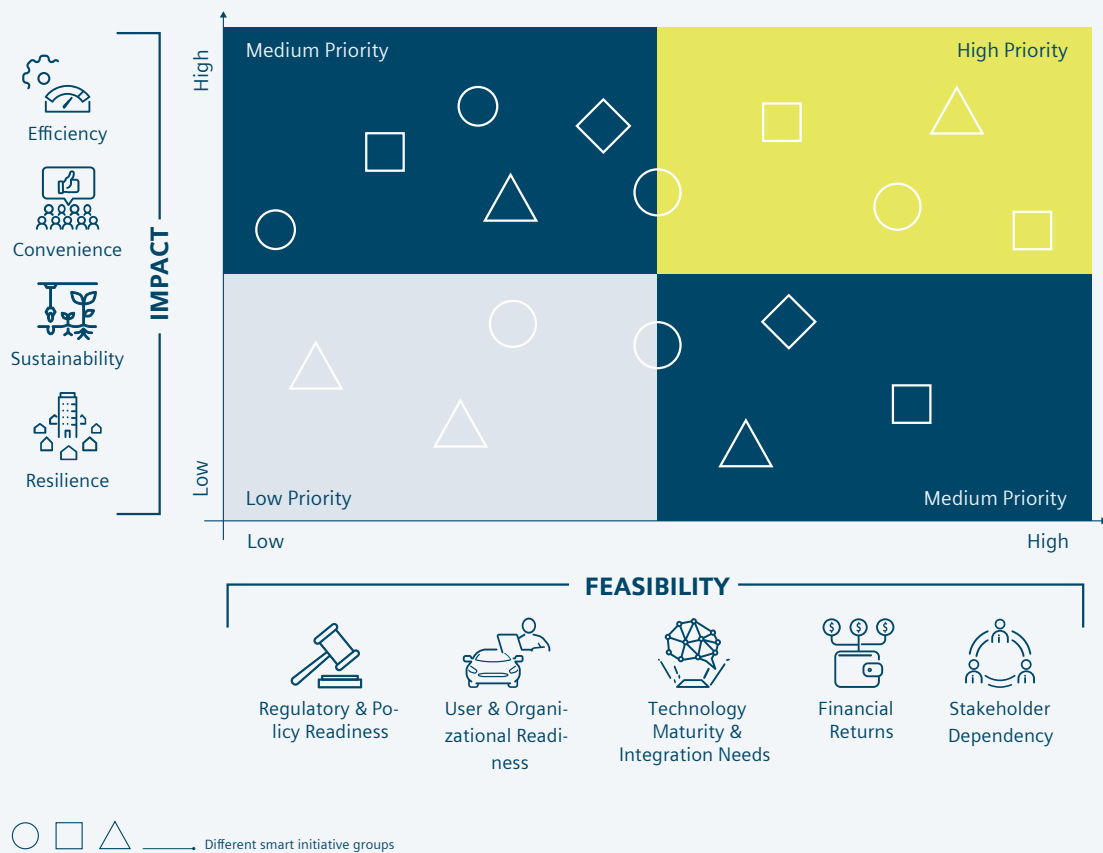 Medium Priority
High Priority
High
Efficiency
Convenience
IMPACT
Sustainability
Resilience
Low
Low Priority
Medium Priority
Low
High
FEASIBILITY
Regulatory & Po-
licy Readiness
User & Organi-
zational Readi-
ness
Technology
Maturity &
Integration Needs
Financial
Returns
Stakeholder
Dependency
Different smart initiative groups